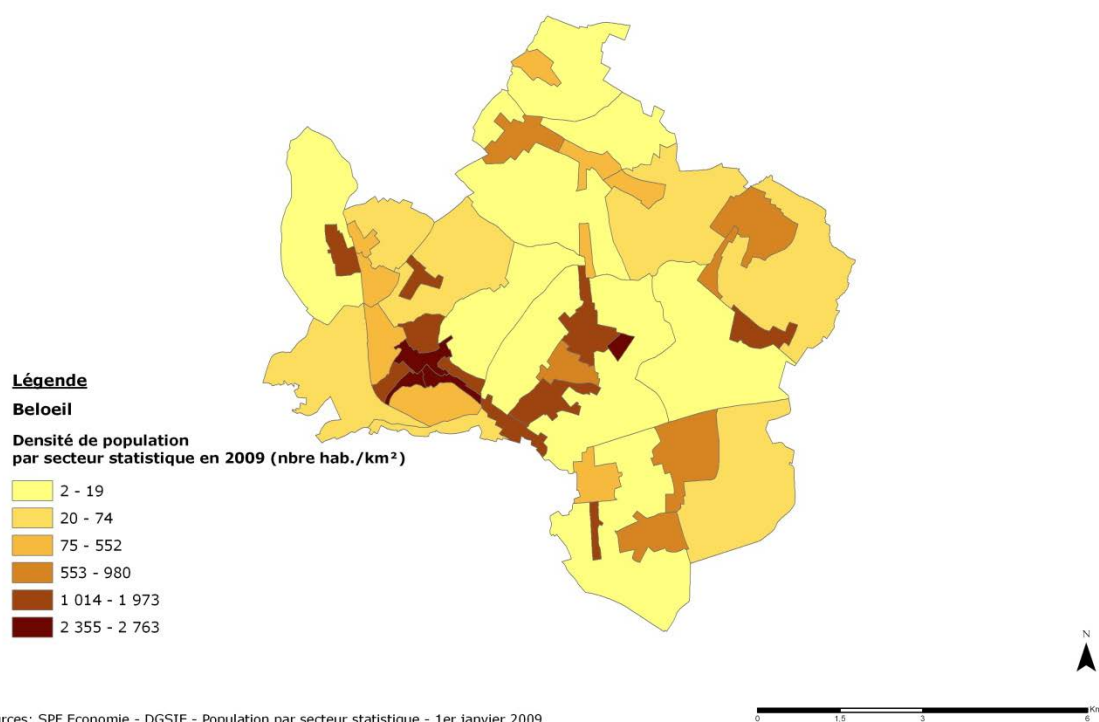 Légende
Beloeil
Densité de population
par secteur statistique en 2009 (nbre hab./km²)
2 - 19
20 - 74
75 - 552
553 - 980
1 014 - 1 973
2 355 - 2 763
N
Km
0 1,5 3 6
SPF Economie - DGSIE - Population par secteur statistique - 1er janvier 2009